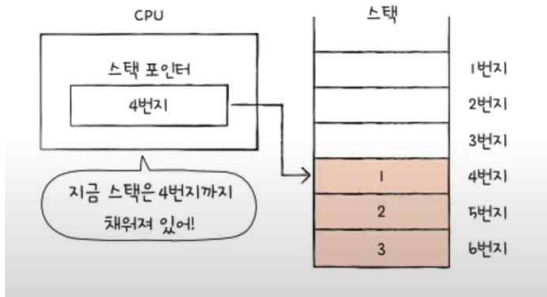 CPU
스택
스택 포인터
4번지
지금 스택은 4번지까지
채워져 있어!
1번지
2번지
3번지
1 4번지
2 5번지
3 6번지